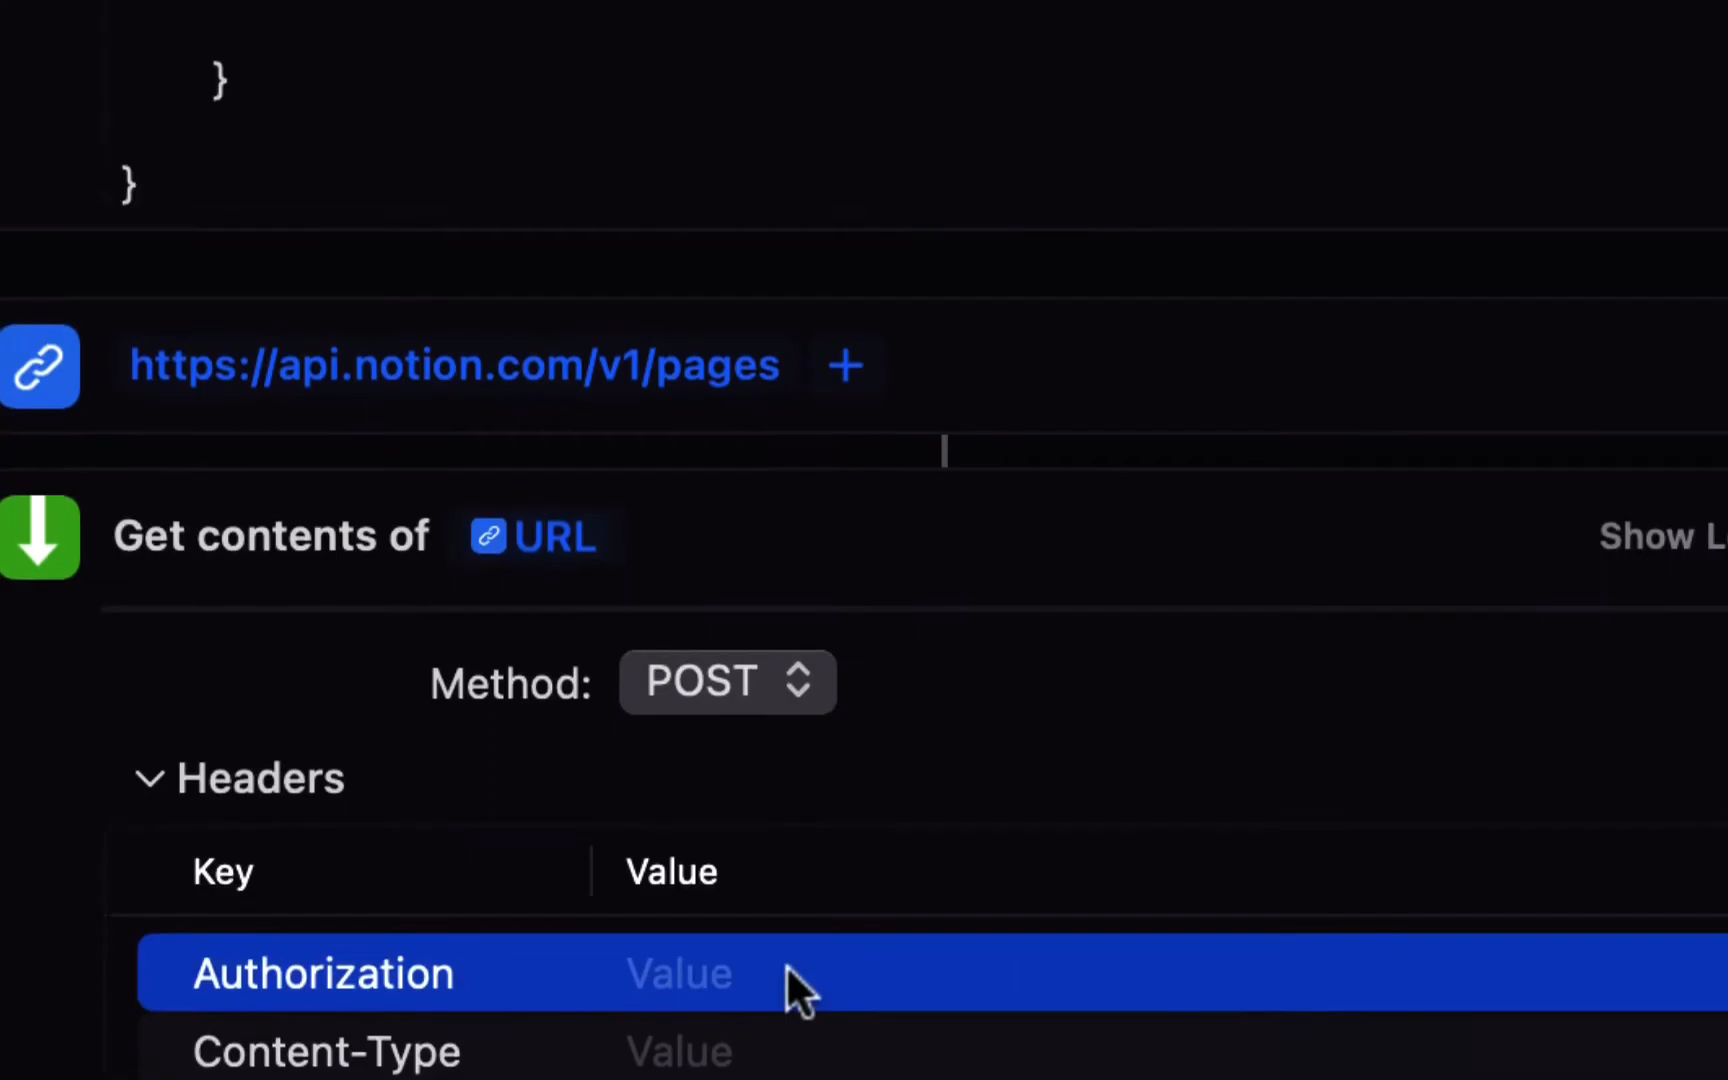 }
}
https://api.notion.com/v1/pages +
Get contents of URL Show L
Method: POST
Headers
Key Value
Authorization Value
Content-Type Value